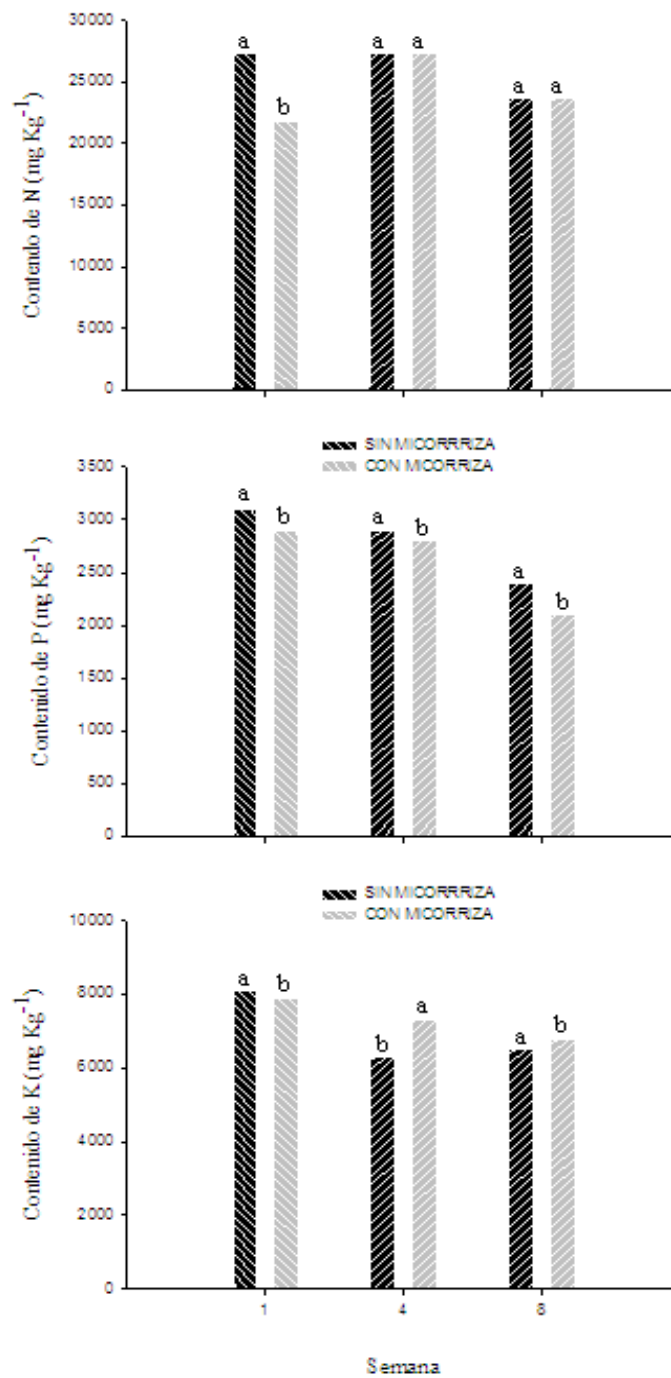 30000
25000
20000
15000
10000
5000
0
Contendo de N (mg Kg-1)
a
b
a
a
a
a
SIN MICORRRIZA
CON MICORRIZA
3500
3000
2500
2000
1500
1000
500
0
Contenido de P (mg Kg-1)
a
b
a
b
a
b
SIN MICORRRIZA
CON MICORRIZA
10000
8000
6000
4000
2000
0
Contenido de K (mg Kg-1)
a
b
b
a
a
b
1
4
8
Semana